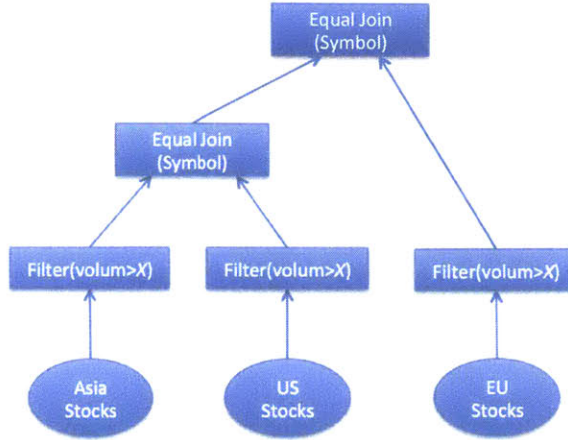 Equal Join
(Symbol)
Equal Join
(Symbol)
Filter(volum>X)
Filter(volum>X)
Filter(volum>X)
Asia
Stocks
US
Stocks
EU
Stocks